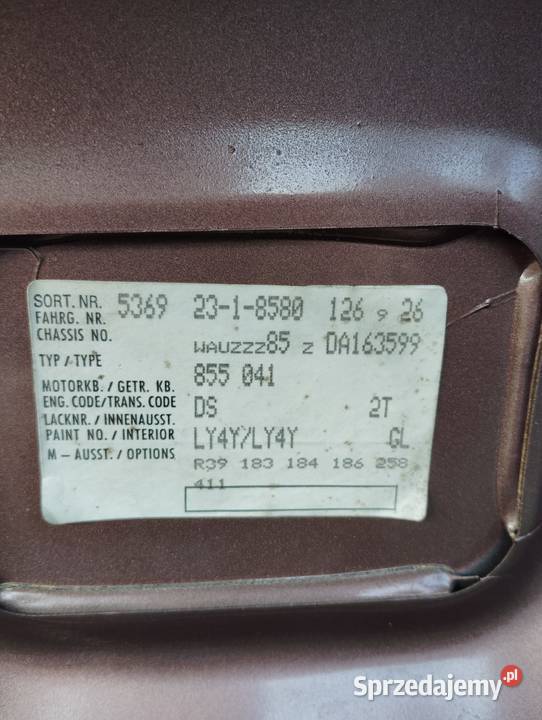 SORT. NR. 5369 23-1-8580 126 9 26
FAHRG. NR.
CHASSIS NO. WAUZZZ85 Z DA163599
TYP / TYPE 855 041
MOTORKB. / GETR. KB.
ENG. CODE/TRANS. CODE DS 2T
LACKNR. / INNENAUSST.
PAINT NO. / INTERIOR LY4Y/LY4Y GL
M – AUSST / OPTIONS R39 183 184 186 258
411
Sprzedajemy.pl